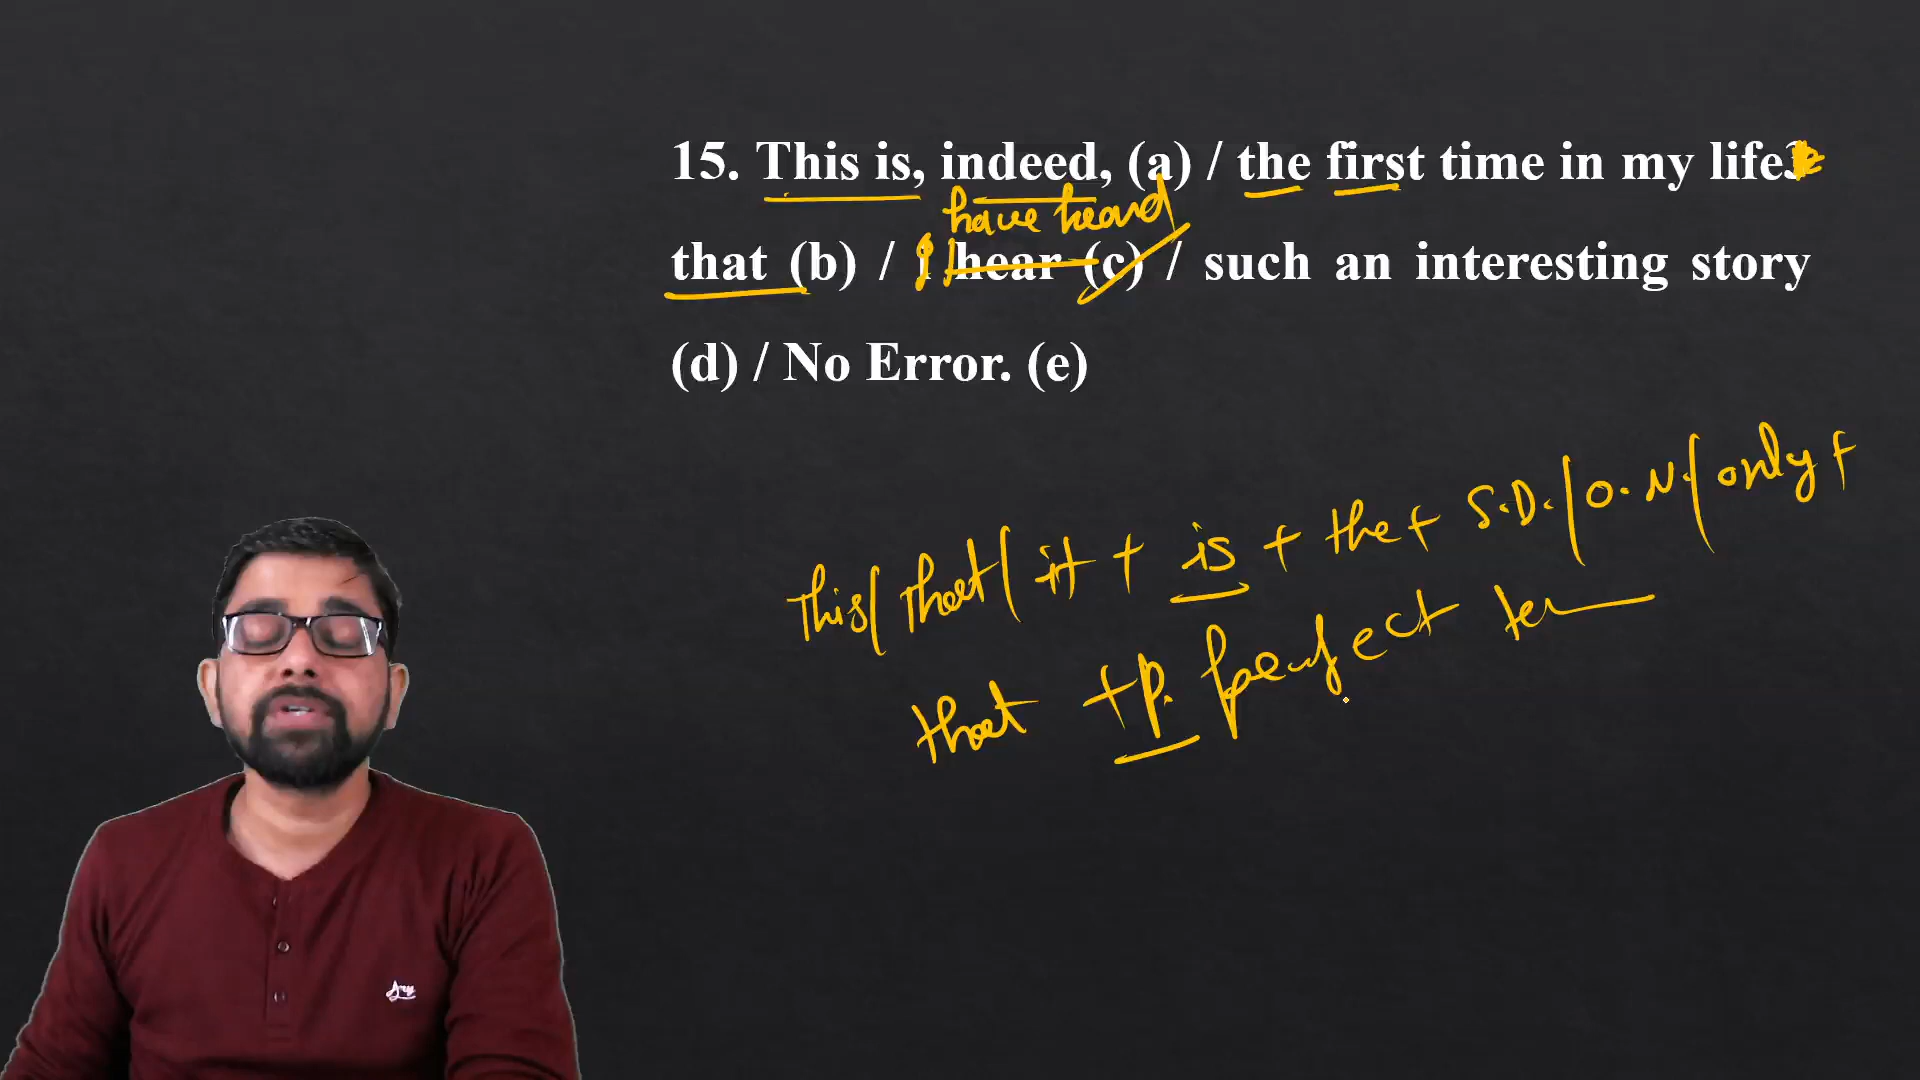 15. This is, indeed, (a) / the first time in my life
have heard
that (b) / I hear (c) / such an interesting story
(d) / No Error. (e)
This/that/it + is + the + S.D./O.N./only +
that + P. perfect